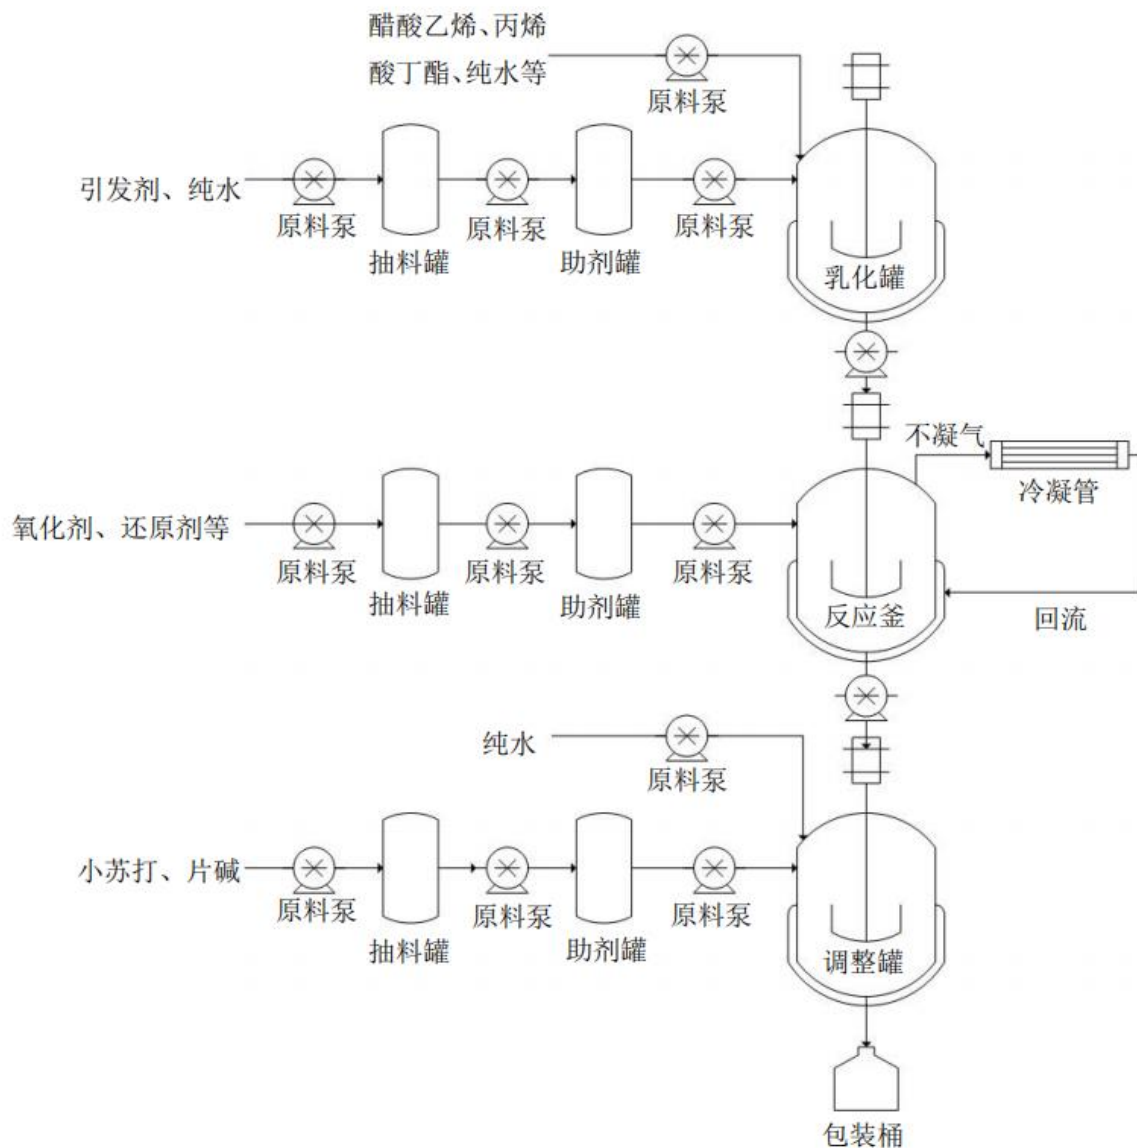 醋酸乙烯、丙烯
酸丁酯、纯水等
原料泵
引发剂、纯水
原料泵
原料泵
原料泵
抽料罐
助剂罐
乳化罐
不凝气
冷凝管
氧化剂、还原剂等
原料泵
原料泵
原料泵
抽料罐
助剂罐
反应釜
回流
纯水
原料泵
小苏打、片碱
原料泵
原料泵
原料泵
抽料罐
助剂罐
调整罐
包装桶